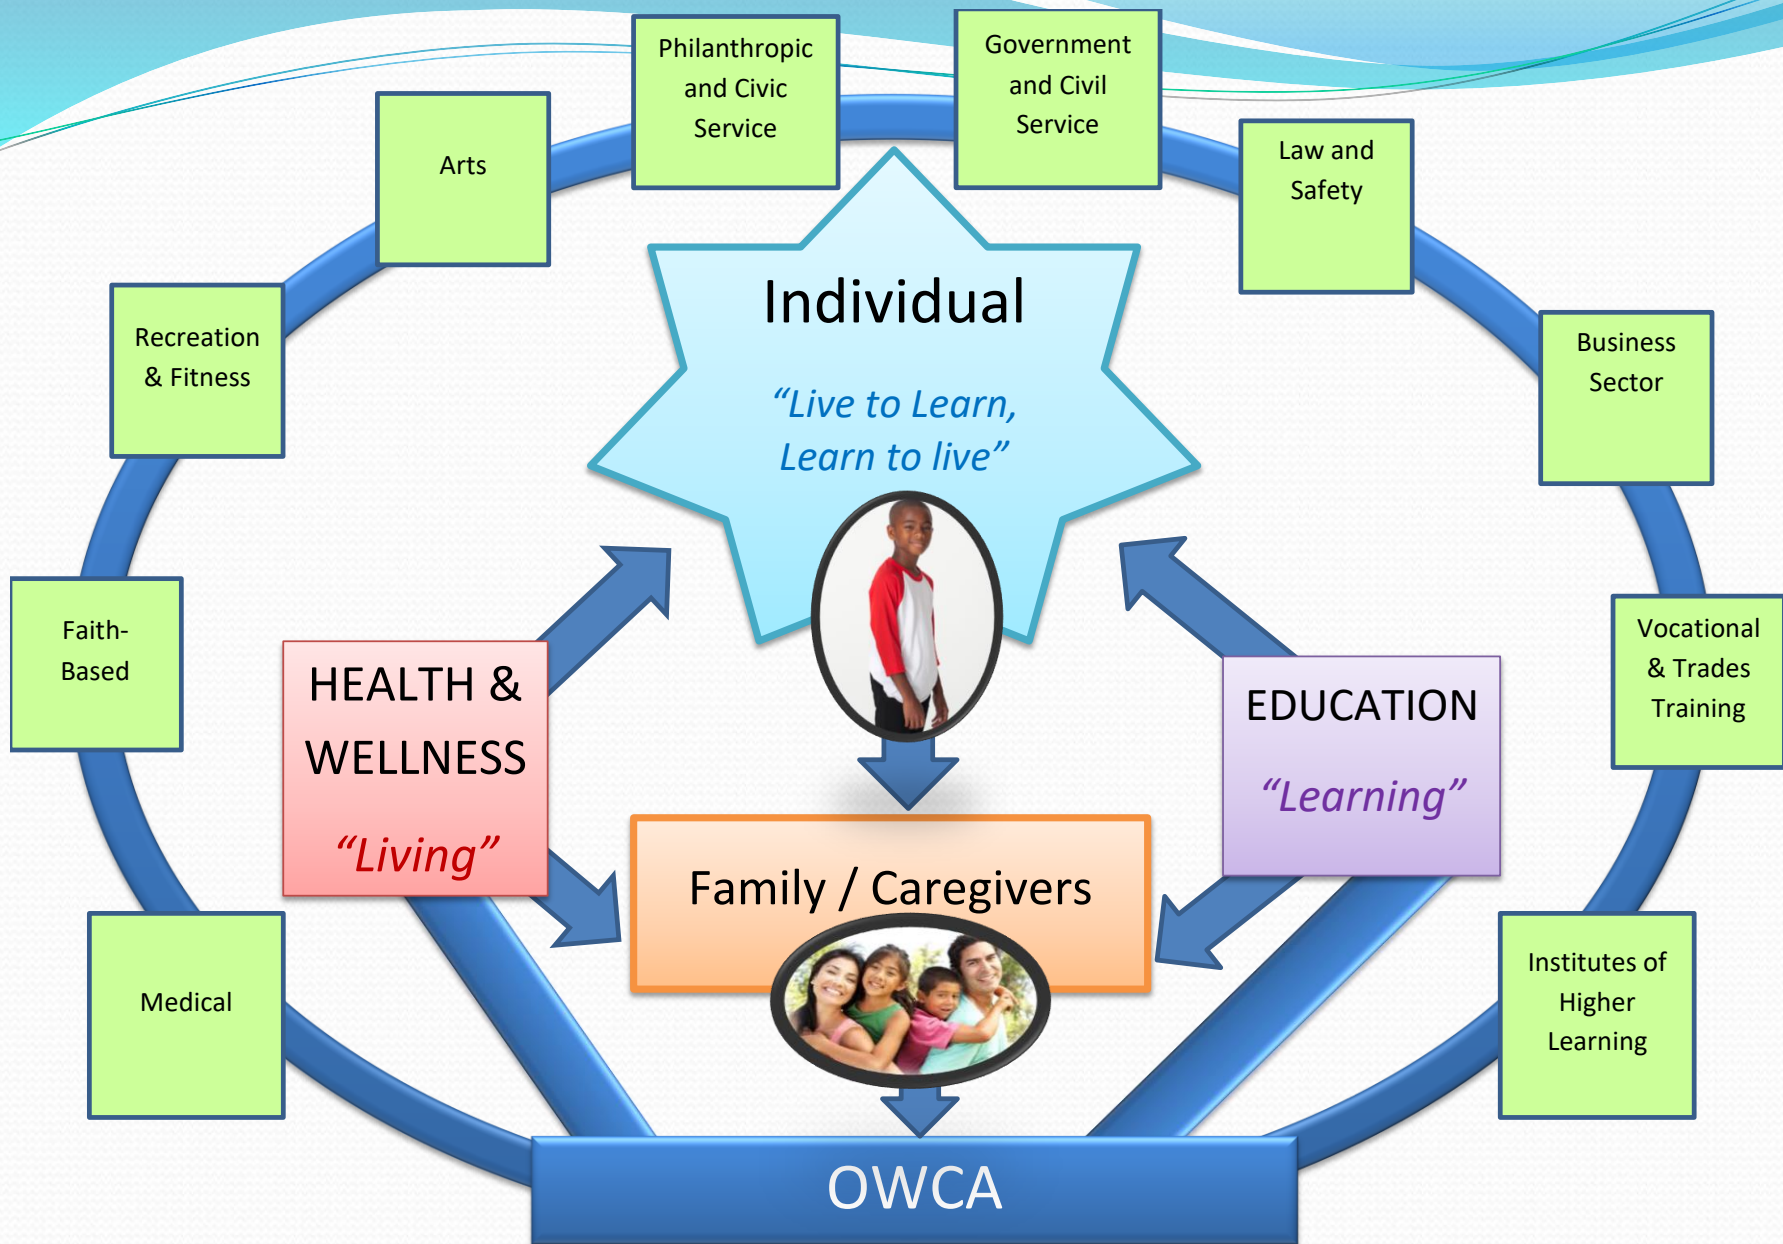 Philanthropic
and Civic
Service
Government
and Civil
Service
Arts
Law and
Safety
Individual
“Live to Learn,
Learn to live”
Recreation
& Fitness
Business
Sector
Faith-
Based
Vocational
& Trades
Training
HEALTH &
WELLNESS
“Living”
EDUCATION
“Learning”
Family / Caregivers
Medical
Institutes of
Higher
Learning
OWCA